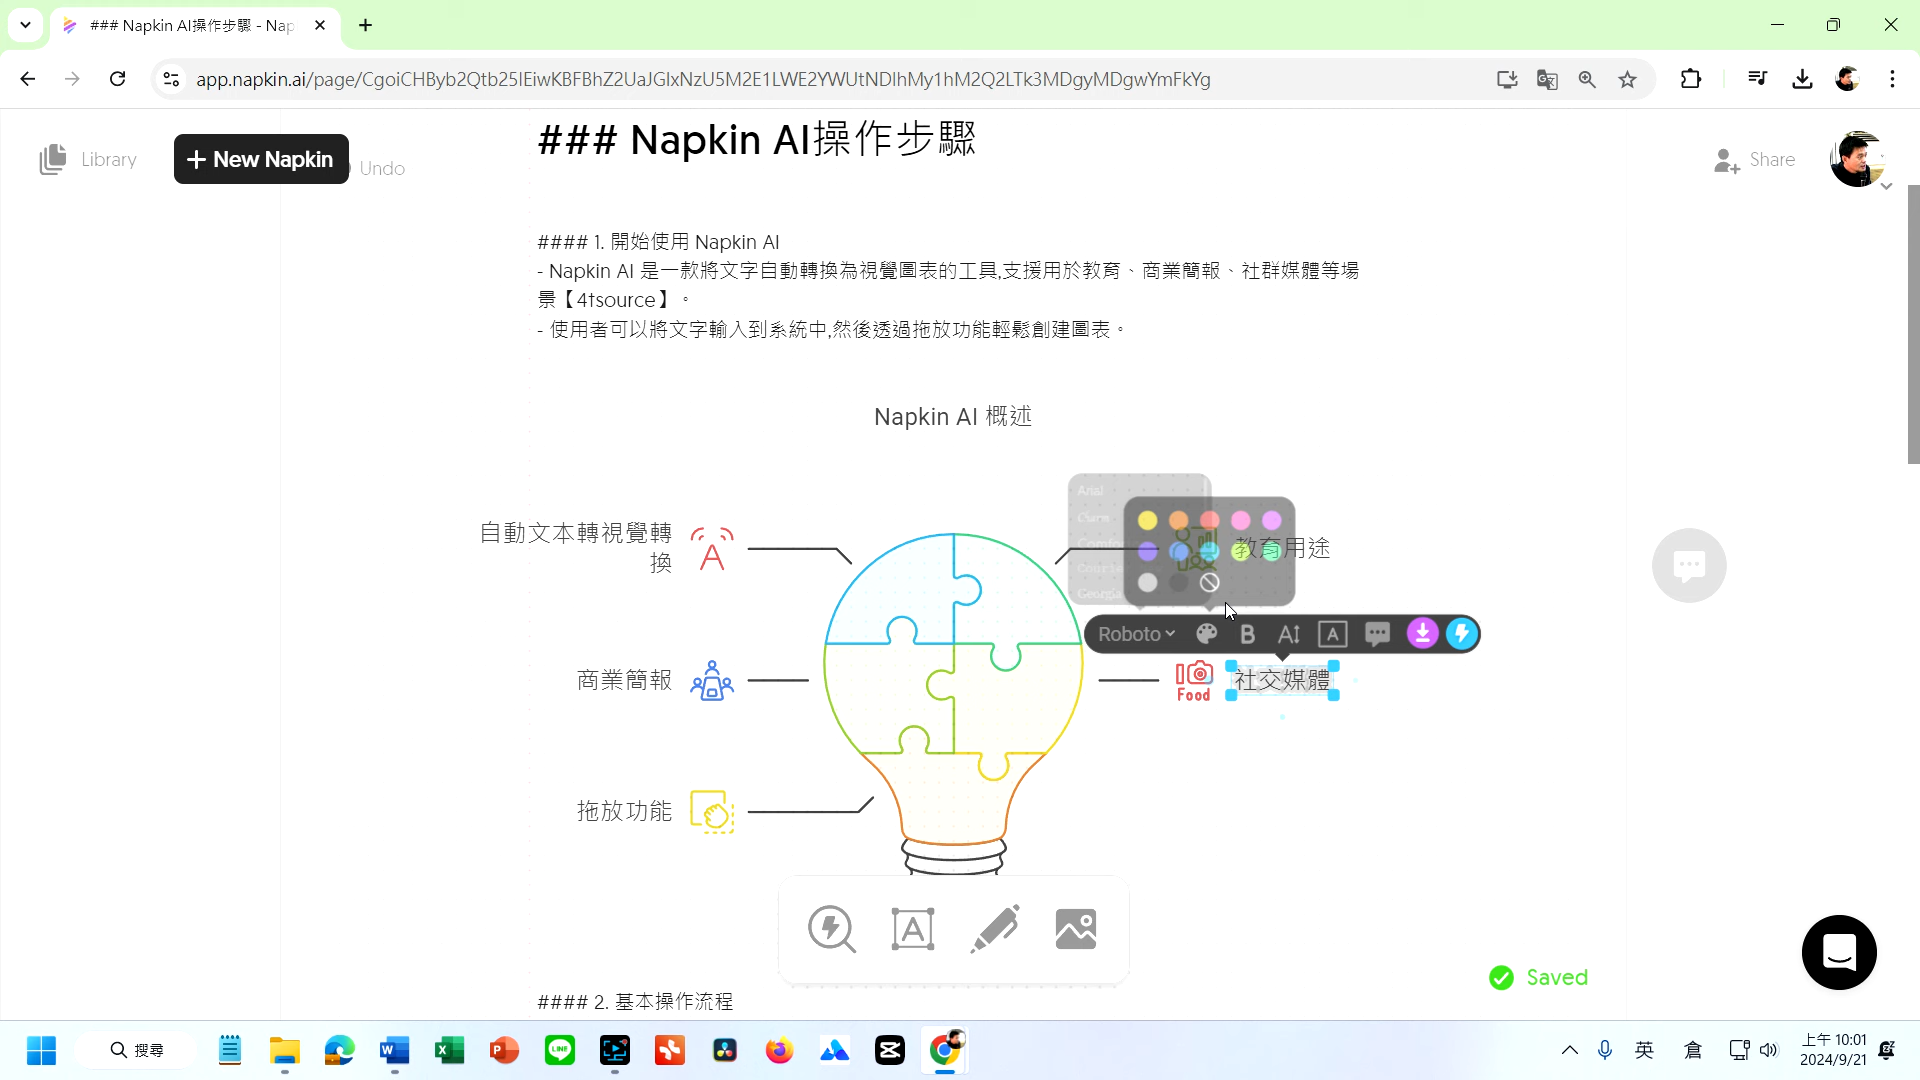 ### Napkin AI操作步驟 - Nap
app.napkin.ai/page/CgoiCHByb2Qtb25lEiwKBFBhZ2UaJGIxNzU5M2E1LWE2YWUtNDlhMy1hM2Q2LTk3MDgyMDgwYmFkYg
Library
+ New Napkin
Undo
### Napkin AI操作步驟
Share
#### 1. 開始使用 Napkin AI
- Napkin AI 是一款將文字自動轉換為視覺圖表的工具,支援用於教育、商業簡報、社群媒體等場
景【4†source】。
- 使用者可以將文字輸入到系統中,然後透過拖放功能輕鬆創建圖表。
Napkin AI 概述
自動文本轉視覺轉
換
Arial
Charm
Georgia
教育用途
Roboto
B
A
商業簡報
Food
社交媒體
拖放功能
A
Saved
#### 2. 基本操作流程
搜尋
英
倉
上午 10:01
2024/9/21